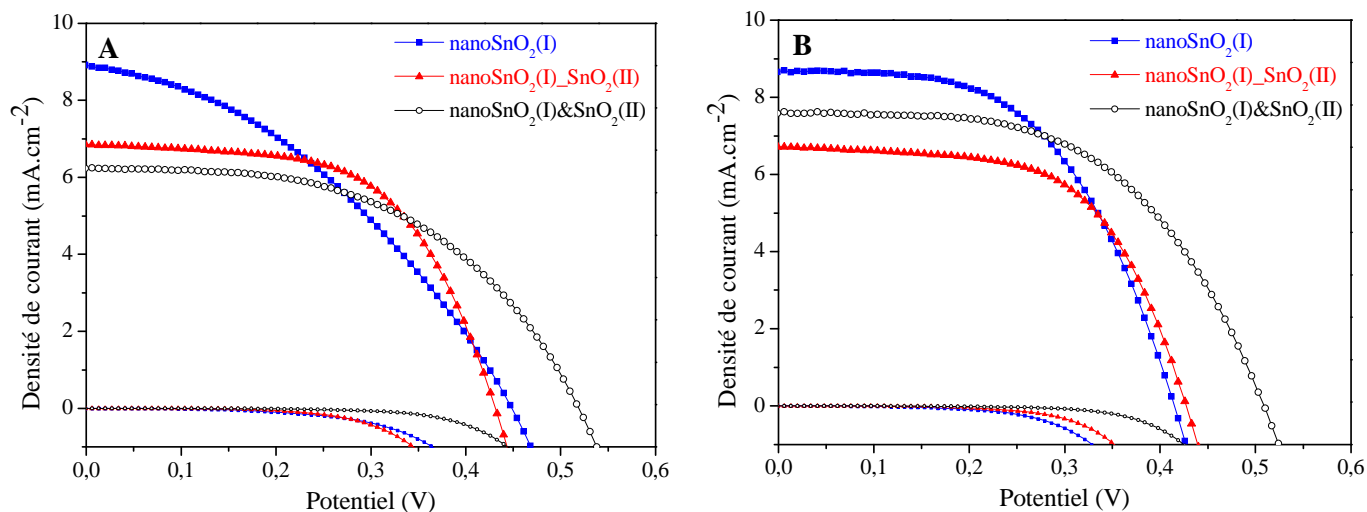 A
nanoSnO₂(I)
nanoSnO₂(I)_SnO₂(II)
nanoSnO₂(I)&SnO₂(II)
Densité de courant (mA.cm⁻²)
10
8
6
4
2
0
0,0 0,1 0,2 0,3 0,4 0,5 0,6
Potentiel (V)
B
nanoSnO₂(I)
nanoSnO₂(I)_SnO₂(II)
nanoSnO₂(I)&SnO₂(II)
Densité de courant (mA.cm⁻²)
10
8
6
4
2
0
0,0 0,1 0,2 0,3 0,4 0,5 0,6
Potentiel (V)